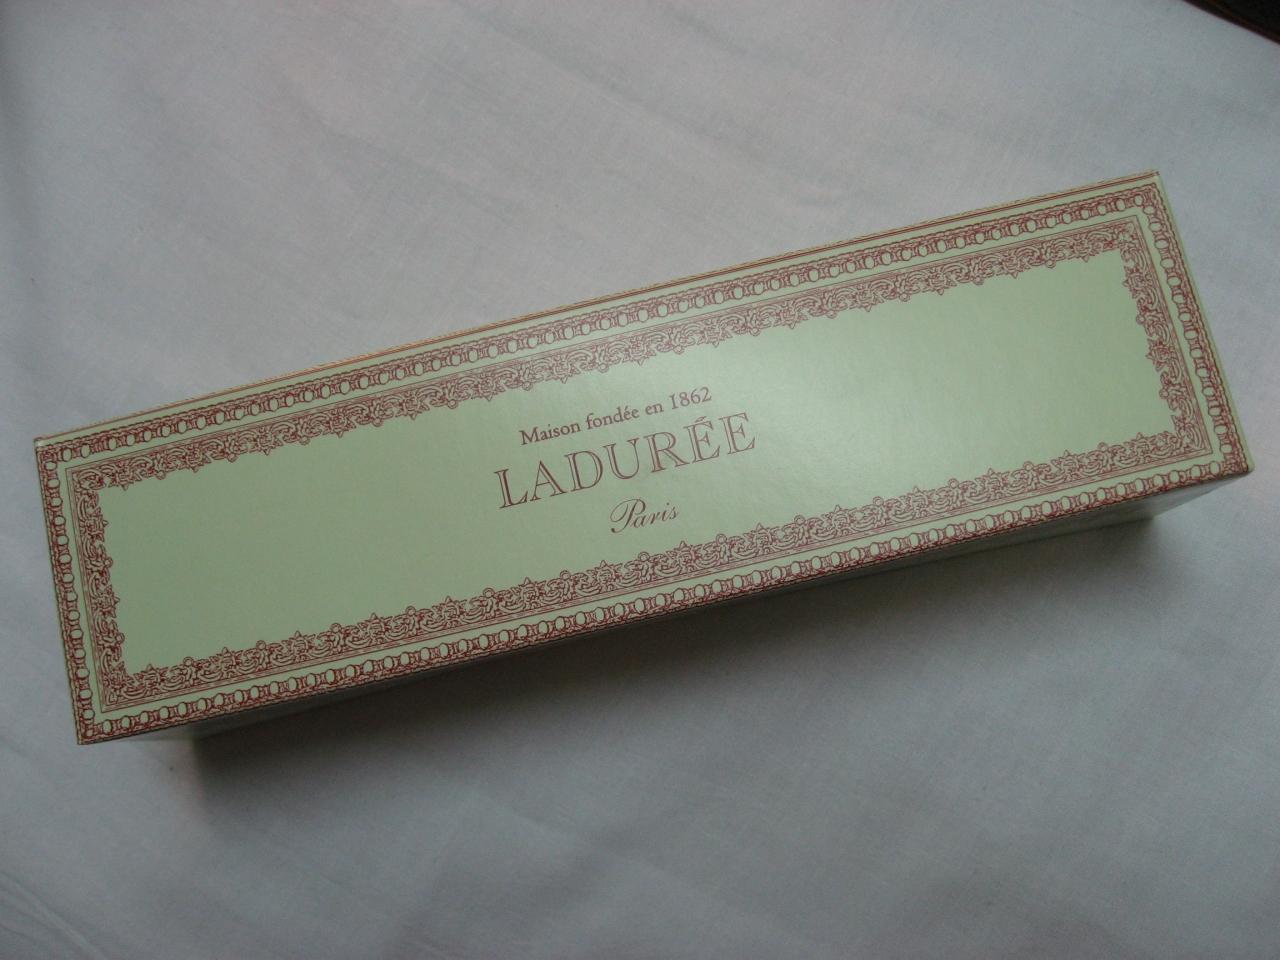 Maison fondée en 1862
LADURÉE
Paris